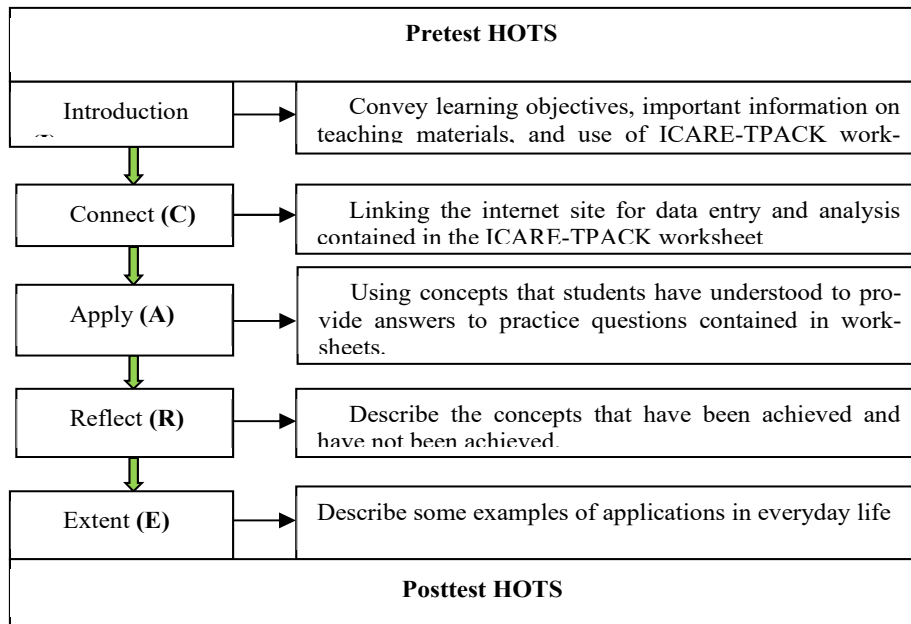 Pretest HOTS
Introduction
(I)
Convey learning objectives, important information on
teaching materials, and use of ICARE-TPACK work-
Connect (C)
Linking the internet site for data entry and analysis
contained in the ICARE-TPACK worksheet
Apply (A)
Using concepts that students have understood to pro-
vide answers to practice questions contained in work-
sheets.
Reflect (R)
Describe the concepts that have been achieved and
have not been achieved.
Extent (E)
Describe some examples of applications in everyday life
Posttest HOTS